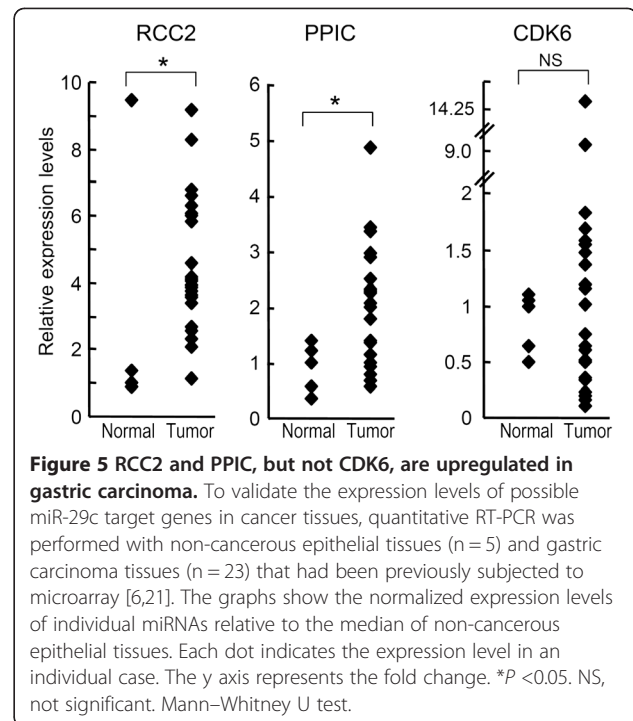 RCC2 PPIC CDK6
* * NS
Relative expression levels
10
8
6
4
2
0
6
5
4
3
2
1
0
14.25
9.0
2
1.5
1
0.5
0
Normal Tumor Normal Tumor Normal Tumor
Figure 5 RCC2 and PPIC, but not CDK6, are upregulated in
gastric carcinoma. To validate the expression levels of possible
miR-29c target genes in cancer tissues, quantitative RT-PCR was
performed with non-cancerous epithelial tissues (n = 5) and gastric
carcinoma tissues (n = 23) that had been previously subjected to
microarray [6,21]. The graphs show the normalized expression levels
of individual miRNAs relative to the median of non-cancerous
epithelial tissues. Each dot indicates the expression level in an
individual case. The y axis represents the fold change. *P <0.05. NS,
not significant. Mann–Whitney U test.